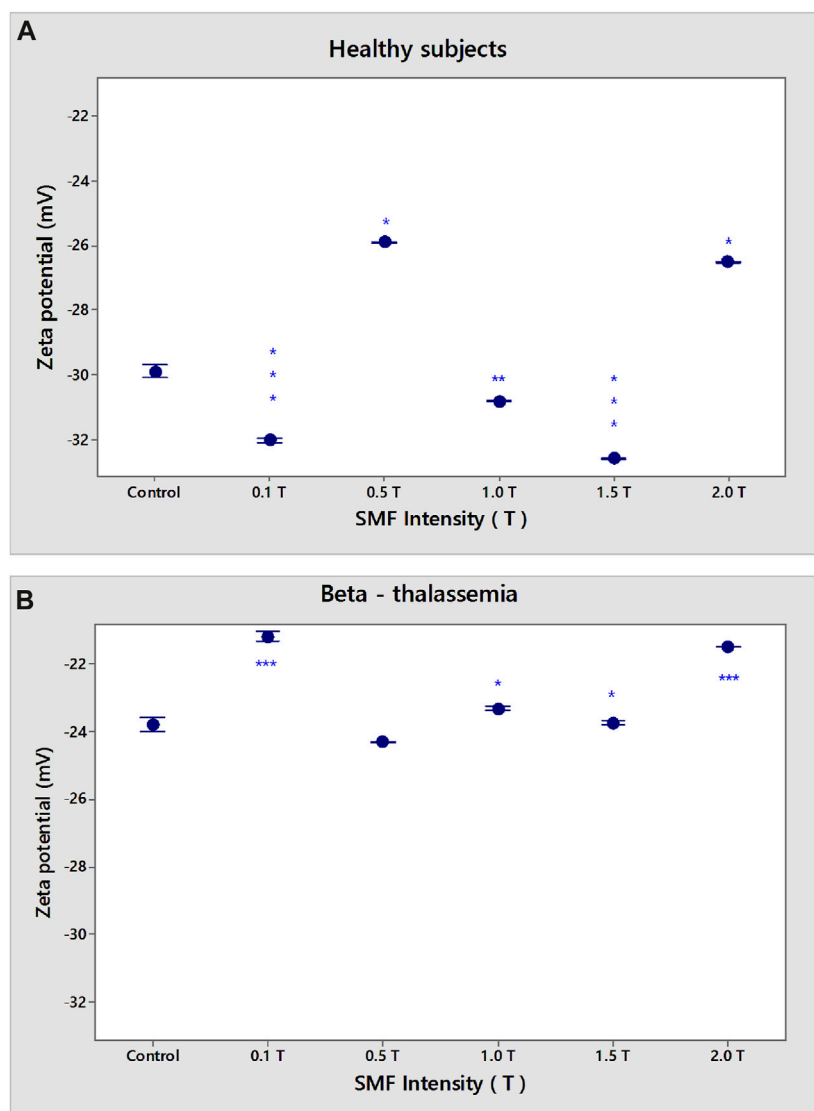 A
Healthy subjects
Zeta potential (mV)
-22
-24
-26
-28
-30
-32
*
*
*
*
*
**
*
*
*
Control 0.1 T 0.5 T 1.0 T 1.5 T 2.0 T
SMF Intensity ( T )
B
Beta - thalassemia
Zeta potential (mV)
-22
-24
-26
-28
-30
-32
***
*
*
***
Control 0.1 T 0.5 T 1.0 T 1.5 T 2.0 T
SMF Intensity ( T )